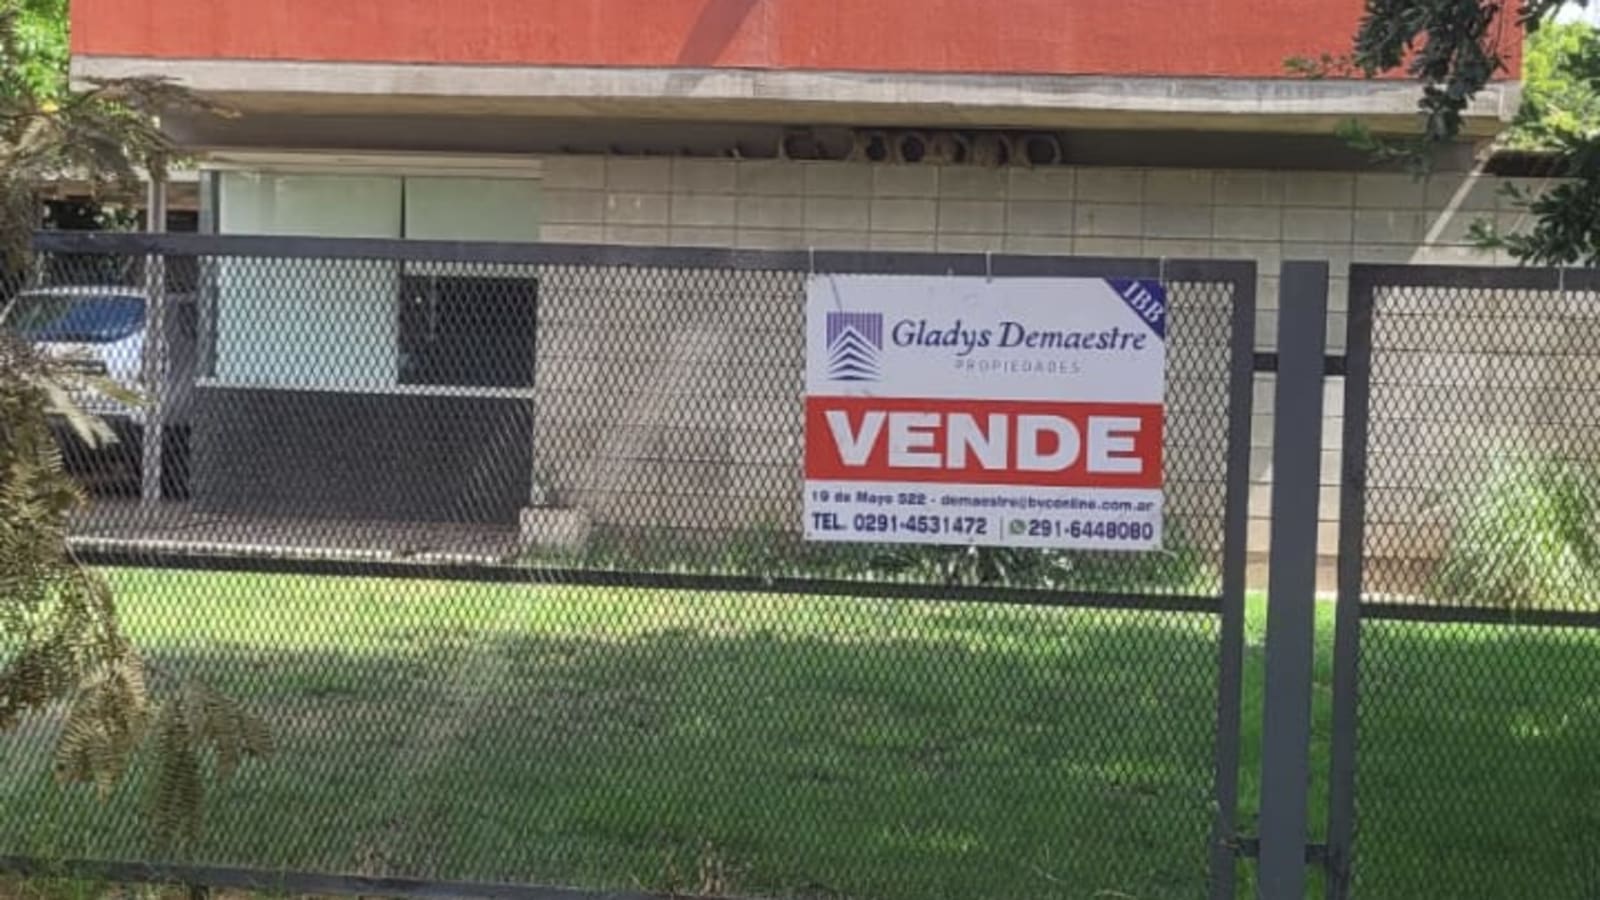 IBB
Gladys Demaestre
PROPIEDADES
VENDE
19 de Mayo 522 - demaestre@bvconline.com.ar
TEL. 0291-4531472 | 291-6448080